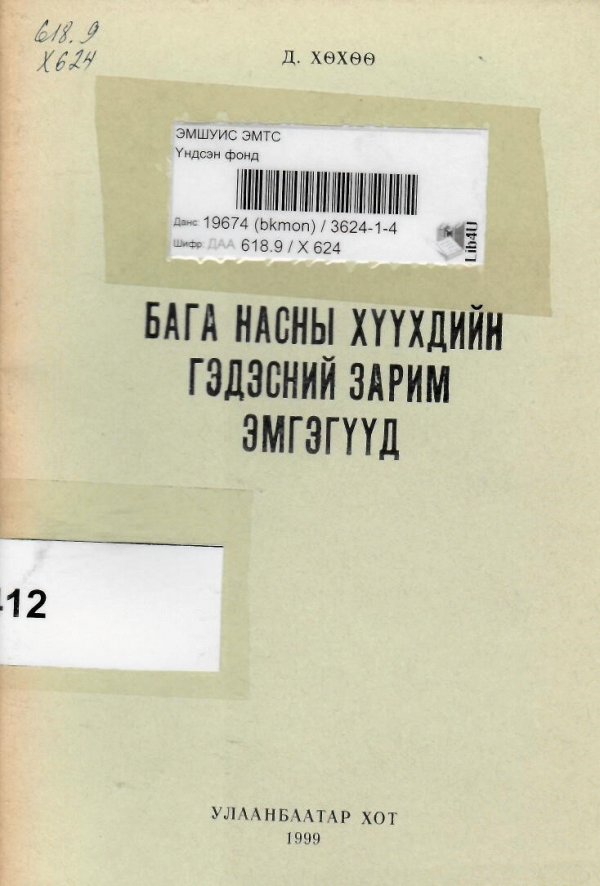 618.9
Х624
Д. ХӨХӨӨ
ЭМШУИС ЭМТС
Үндсэн фонд
Данс: 19674 (bkmon) / 3624-1-4
Шифр: ДАА 618.9 / X 624
Lib4U
БАГА НАСНЫ ХҮҮХДИЙН
ГЭДЭСНИЙ ЗАРИМ
ЭМГЭГҮҮД
-12
УЛААНБААТАР ХОТ
1999